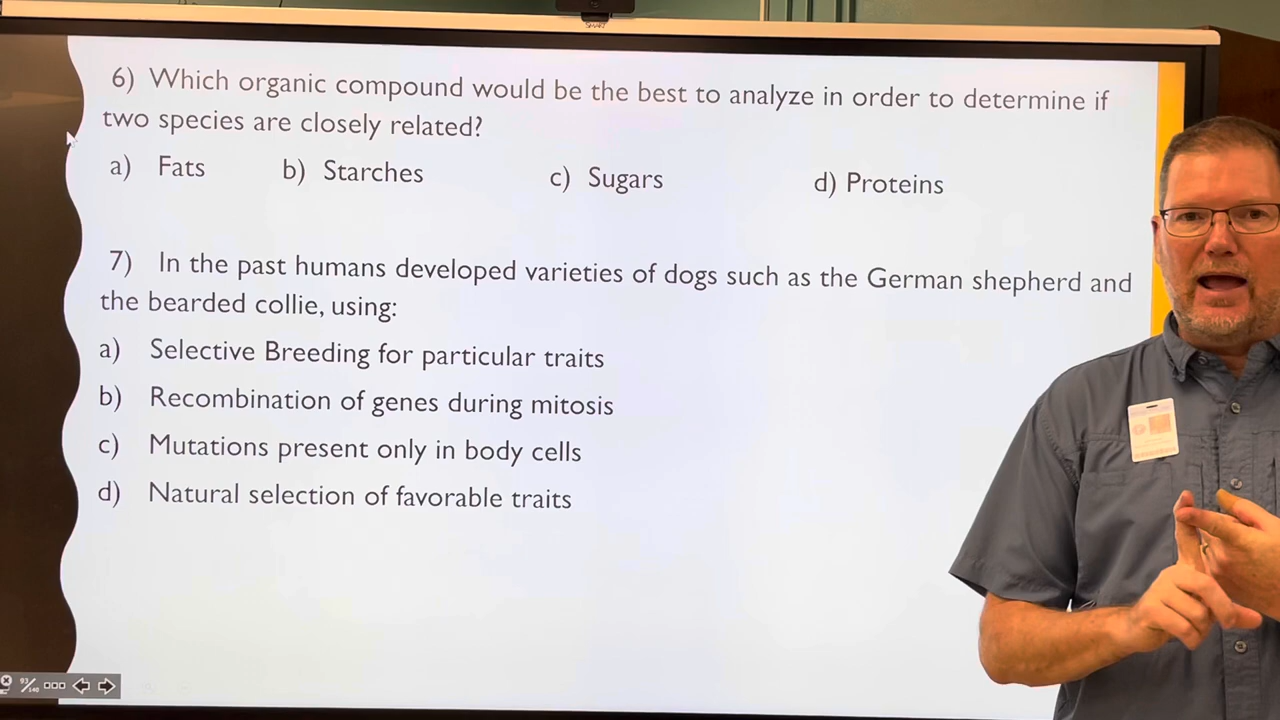 SMART
6) Which organic compound would be the best to analyze in order to determine if
two species are closely related?
a) Fats b) Starches c) Sugars d) Proteins
7) In the past humans developed varieties of dogs such as the German shepherd and
the bearded collie, using:
a) Selective Breeding for particular traits
b) Recombination of genes during mitosis
c) Mutations present only in body cells
d) Natural selection of favorable traits
93/140